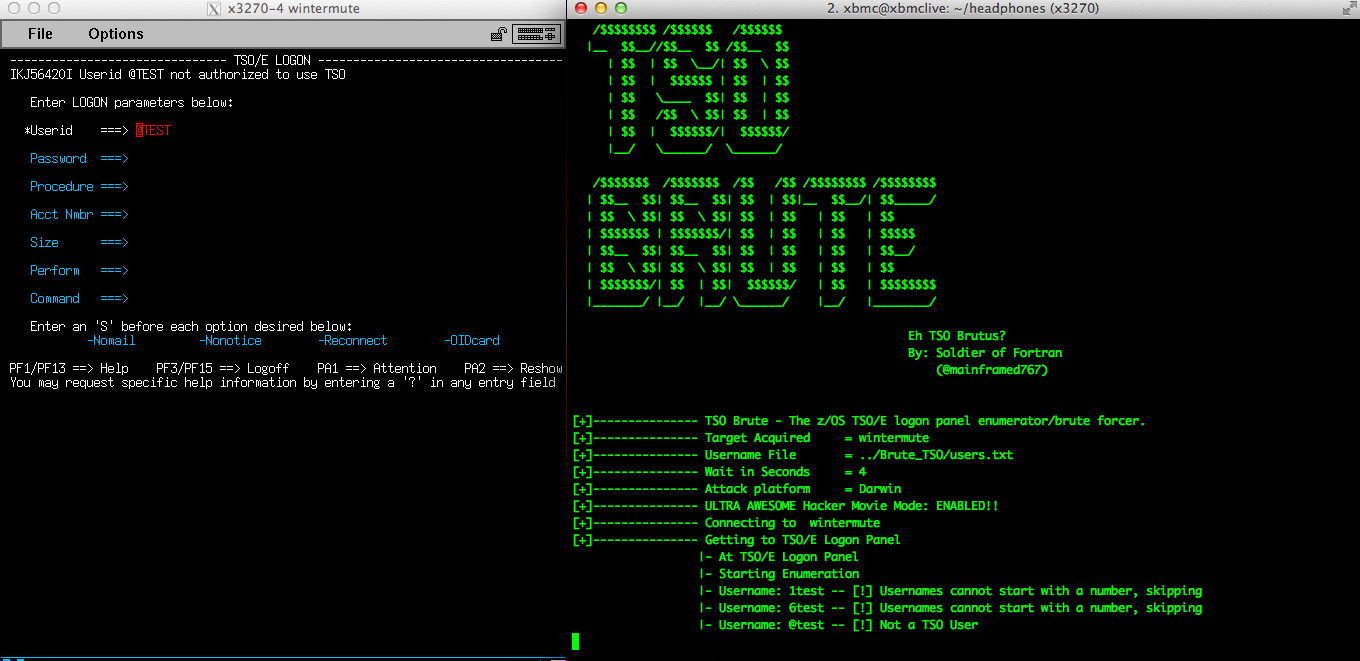 x3270-4 wintermute
File Options
------------------------------- TSO/E LOGON -----------------------------------
IKJ56420I Userid @TEST not authorized to use TSO
Enter LOGON parameters below:
*Userid ===> @TEST
Password ===>
Procedure ===>
Acct Nmbr ===>
Size ===>
Perform ===>
Command ===>
Enter an 'S' before each option desired below:
-Nomail -Nonotice -Reconnect -OIDcard
PF1/PF13 ==> Help PF3/PF15 ==> Logoff PA1 ==> Attention PA2 ==> Reshow
You may request specific help information by entering a '?' in any entry field
2. xbmc@xbmclive: ~/headphones (x3270)
TSO
BRUTE
Eh TSO Brutus?
By: Soldier of Fortran
(@mainframed767)
[+]--------------- TSO Brute - The z/OS TSO/E logon panel enumerator/brute forcer.
[+]--------------- Target Acquired = wintermute
[+]--------------- Username File = ../Brute_TSO/users.txt
[+]--------------- Wait in Seconds = 4
[+]--------------- Attack platform = Darwin
[+]--------------- ULTRA AWESOME Hacker Movie Mode: ENABLED!!
[+]--------------- Connecting to wintermute
[+]--------------- Getting to TSO/E Logon Panel
|- At TSO/E Logon Panel
|- Starting Enumeration
|- Username: 1test -- [!] Usernames cannot start with a number, skipping
|- Username: 6test -- [!] Usernames cannot start with a number, skipping
|- Username: @test -- [!] Not a TSO User